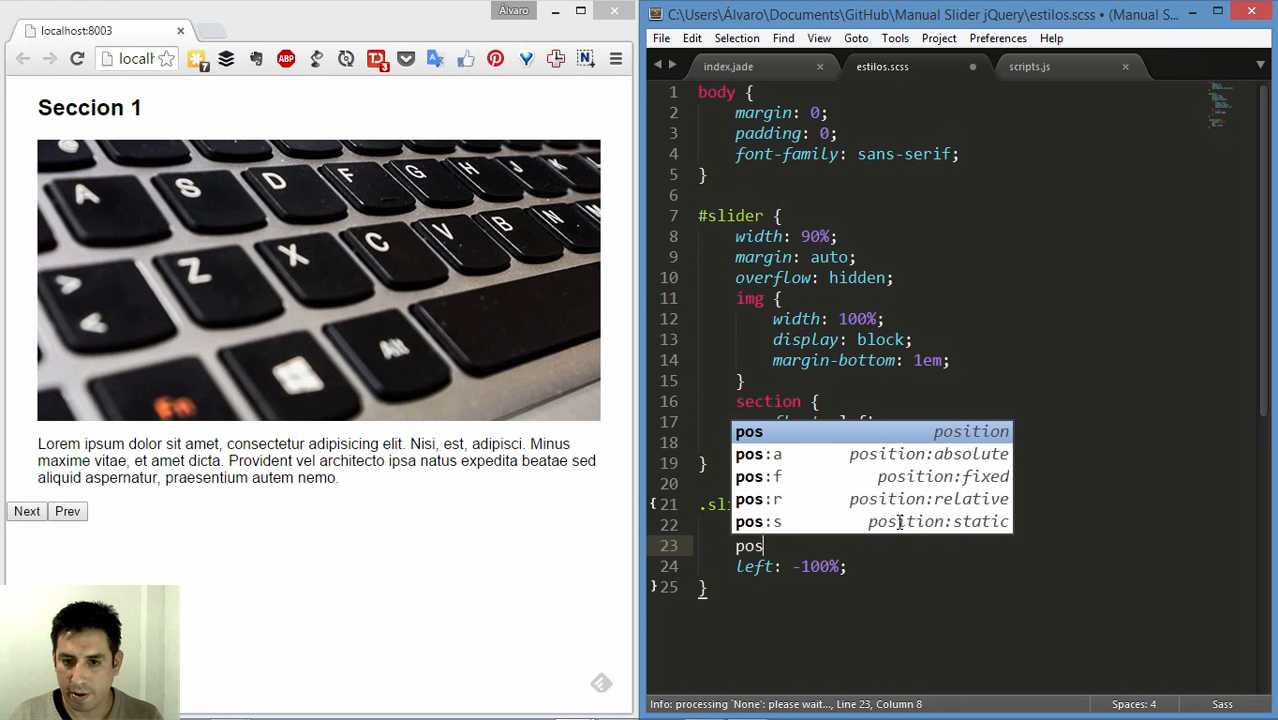 Álvaro
localhost:8003
localh
7
ABP
3
Seccion 1
A S D F G H J K L
Z X C V B N M
Alt
Fn
Lorem ipsum dolor sit amet, consectetur adipisicing elit. Nisi, est, adipisci. Minus
maxime vitae, et amet dicta. Provident vel architecto ipsa natus expedita beatae sed
aliquid aspernatur, praesentium autem nemo.
Next Prev
C:\Users\Álvaro\Documents\GitHub\Manual Slider jQuery\estilos.scss • (Manual S...
File Edit Selection Find View Goto Tools Project Preferences Help
index.jade estilos.scss scripts.js
1 body {
2 margin: 0;
3 padding: 0;
4 font-family: sans-serif;
5 }
6
7 #slider {
8 width: 90%;
9 margin: auto;
10 overflow: hidden;
11 img {
12 width: 100%;
13 display: block;
14 margin-bottom: 1em;
15 }
16 section {
17
18
19 }
20
21 .sl
22
23 pos
24 left: -100%;
25 }
pos position
pos:a position:absolute
pos:f position:fixed
pos:r position:relative
pos:s position:static
Info: processing `None`: please wait..., Line 23, Column 8 Spaces: 4 Sass